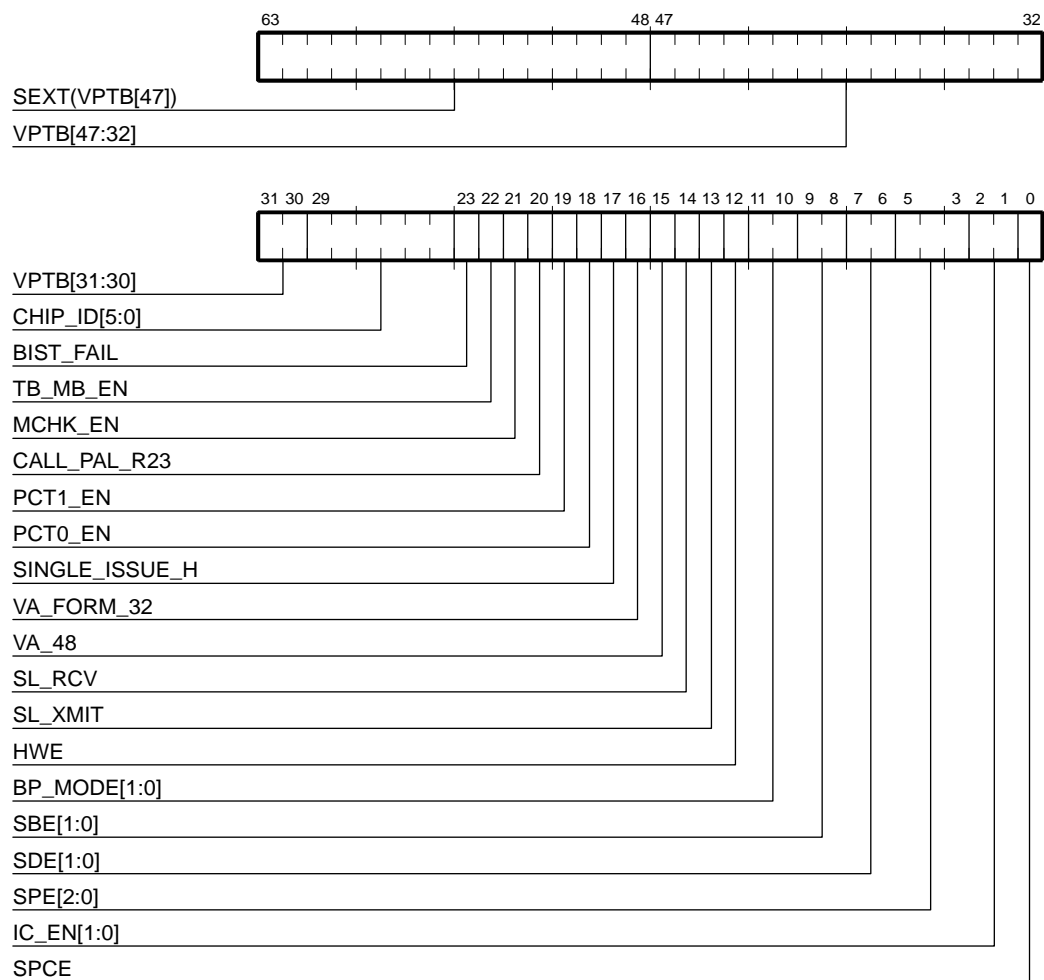 63 48 47 32
SEXT(VPTB[47])
VPTB[47:32]
31 30 29 23 22 21 20 19 18 17 16 15 14 13 12 11 10 9 8 7 6 5 3 2 1 0
VPTB[31:30]
CHIP_ID[5:0]
BIST_FAIL
TB_MB_EN
MCHK_EN
CALL_PAL_R23
PCT1_EN
PCT0_EN
SINGLE_ISSUE_H
VA_FORM_32
VA_48
SL_RCV
SL_XMIT
HWE
BP_MODE[1:0]
SBE[1:0]
SDE[1:0]
SPE[2:0]
IC_EN[1:0]
SPCE